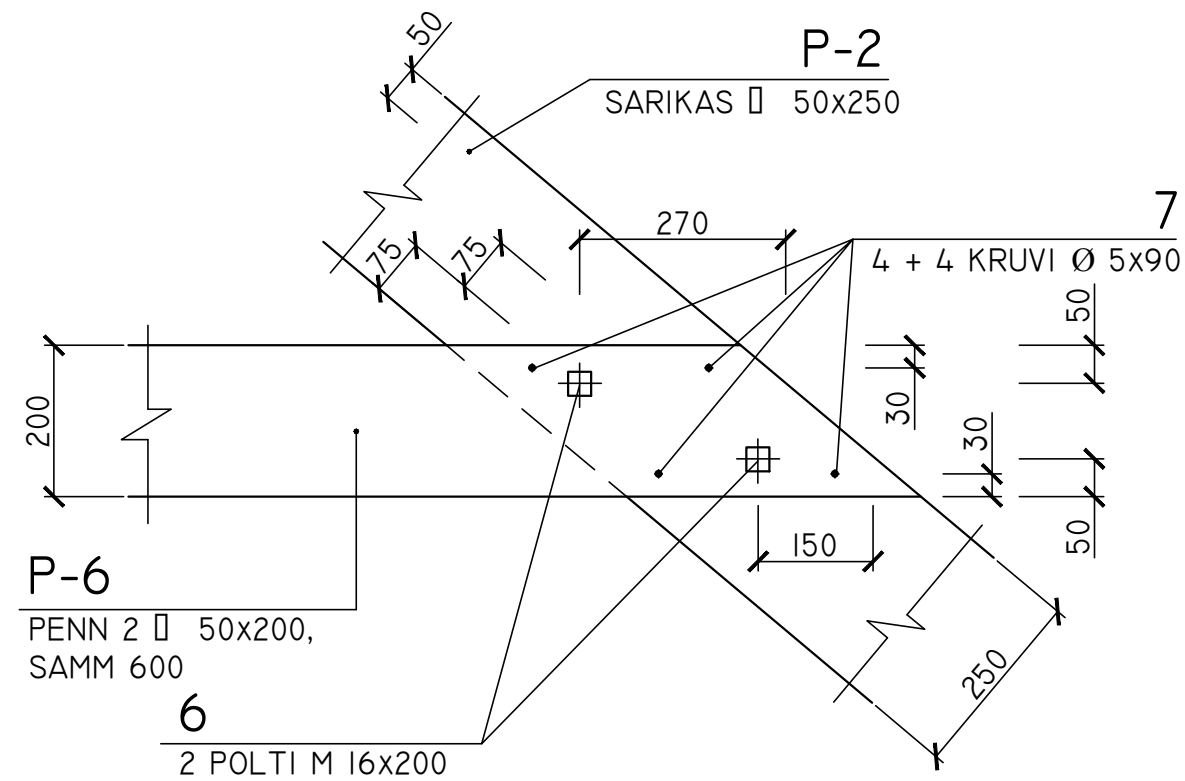 50
P-2
SARIKAS ▯ 50x250
7
4 + 4 KRUVI Ø 5x90
270
75
75
50
30
200
30
50
150
P-6
PENN 2 ▯ 50x200,
SAMM 600
250
6
2 POLTI M 16x200